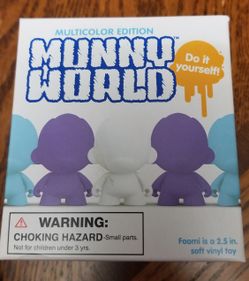 MULTICOLOR EDITION
MUNNY
WORLD
Do it
yourself!
WARNING:
CHOKING HAZARD-Small parts.
Not for children under 3 yrs.
Foomi is a 2.5 in.
soft vinyl toy